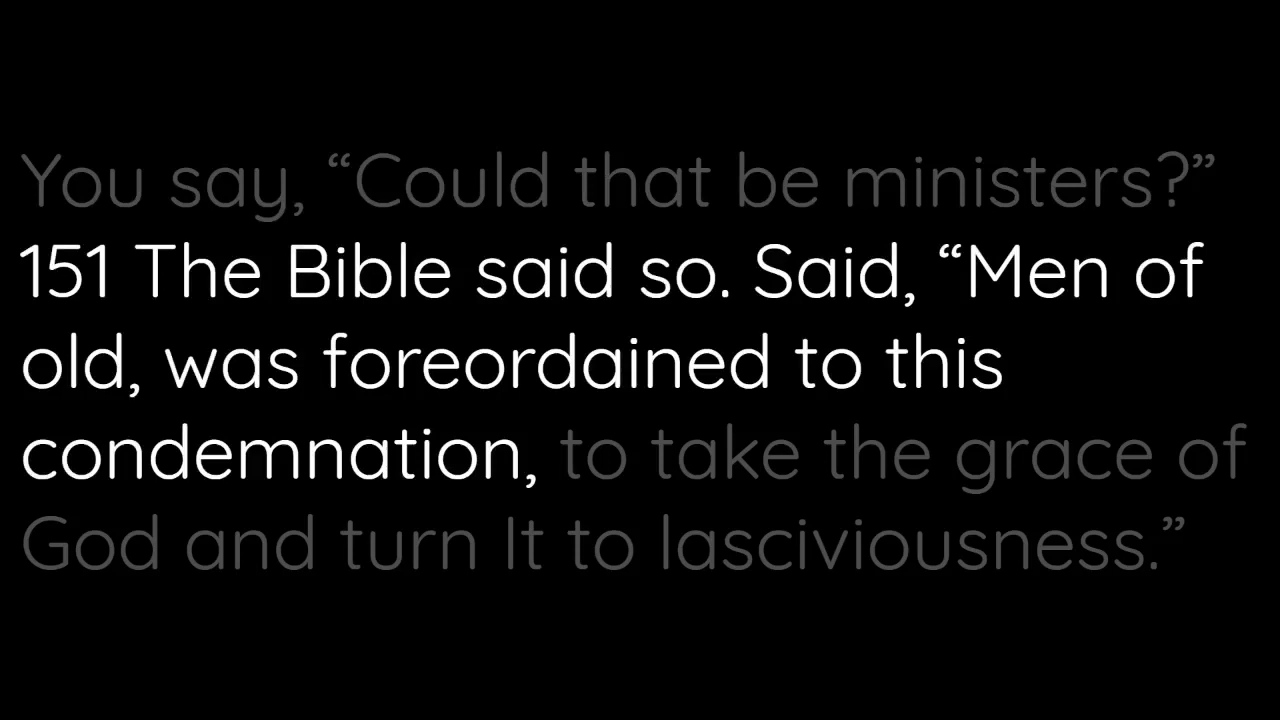 You say, “Could that be ministers?”
151 The Bible said so. Said, “Men of
old, was foreordained to this
condemnation, to take the grace of
God and turn It to lasciviousness.”